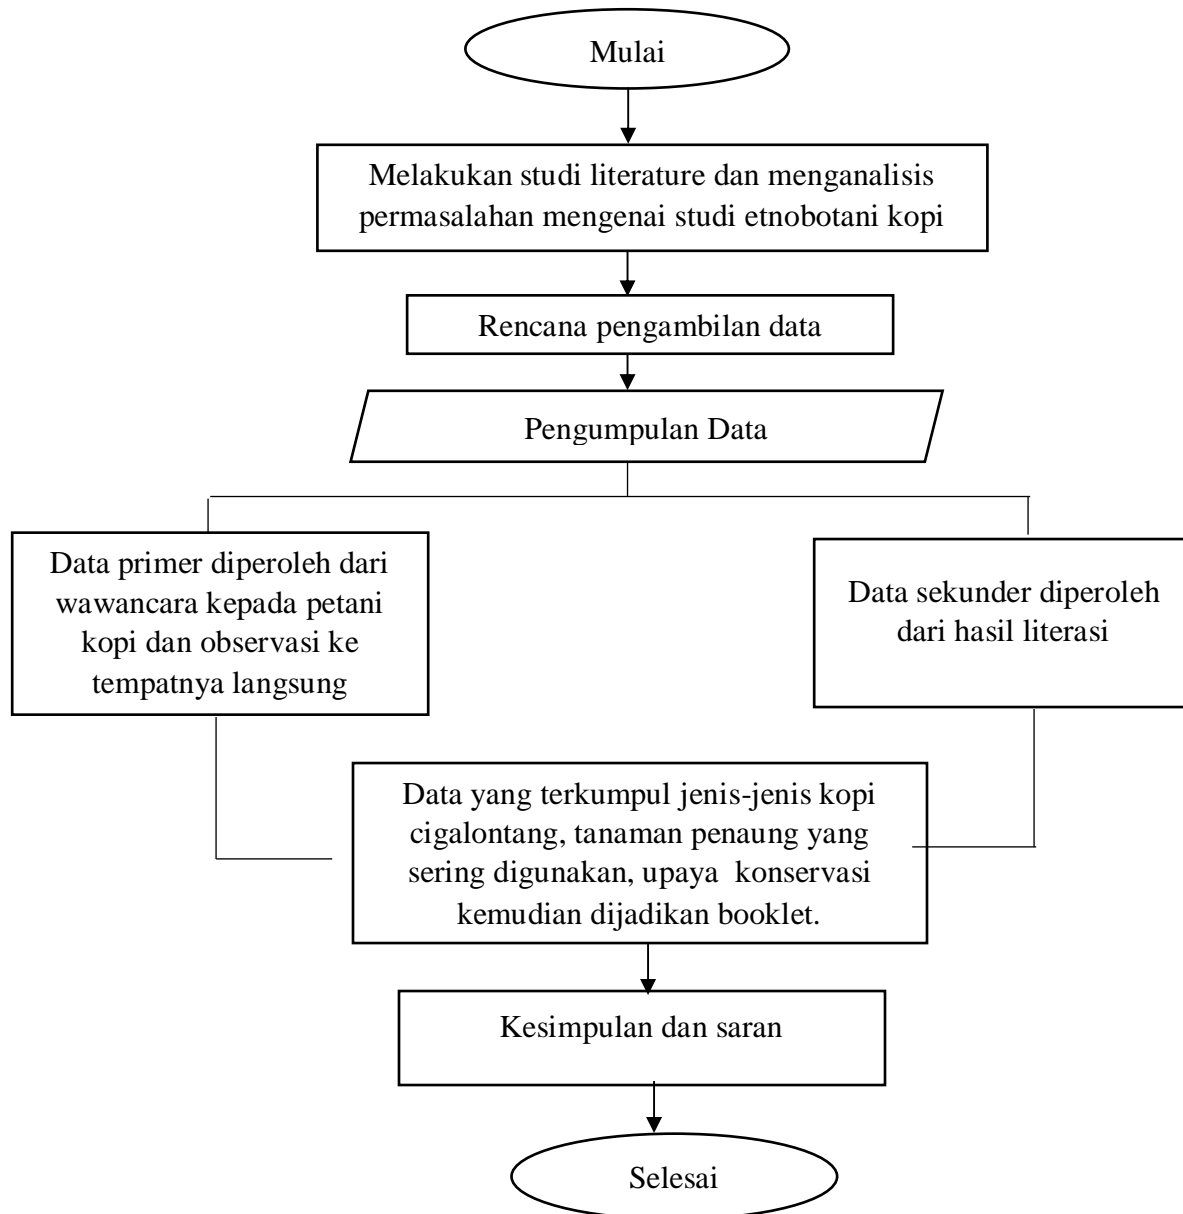 Mulai
Melakukan studi literature dan menganalisis
permasalahan mengenai studi etnobotani kopi
Rencana pengambilan data
Pengumpulan Data
Data primer diperoleh dari
wawancara kepada petani
kopi dan observasi ke
tempatnya langsung
Data sekunder diperoleh
dari hasil literasi
Data yang terkumpul jenis-jenis kopi
cigalontang, tanaman penaung yang
sering digunakan, upaya  konservasi
kemudian dijadikan booklet.
Kesimpulan dan saran
Selesai